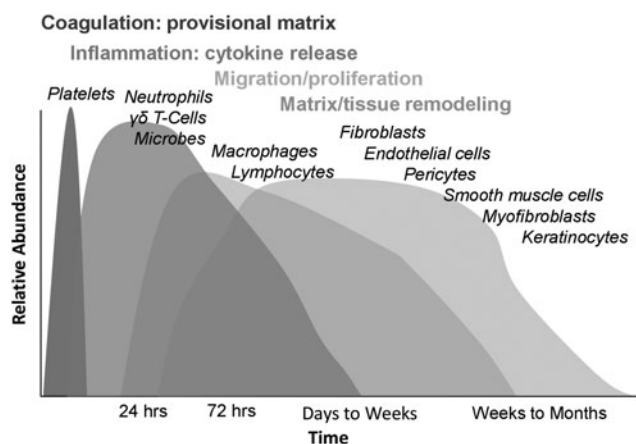 Coagulation: provisional matrix
Inflammation: cytokine release
Migration/proliferation
Matrix/tissue remodeling
Platelets
Neutrophils
γδ T-Cells
Microbes
Macrophages
Lymphocytes
Fibroblasts
Endothelial cells
Pericytes
Smooth muscle cells
Myofibroblasts
Keratinocytes
Relative Abundance
24 hrs
72 hrs
Days to Weeks
Weeks to Months
Time